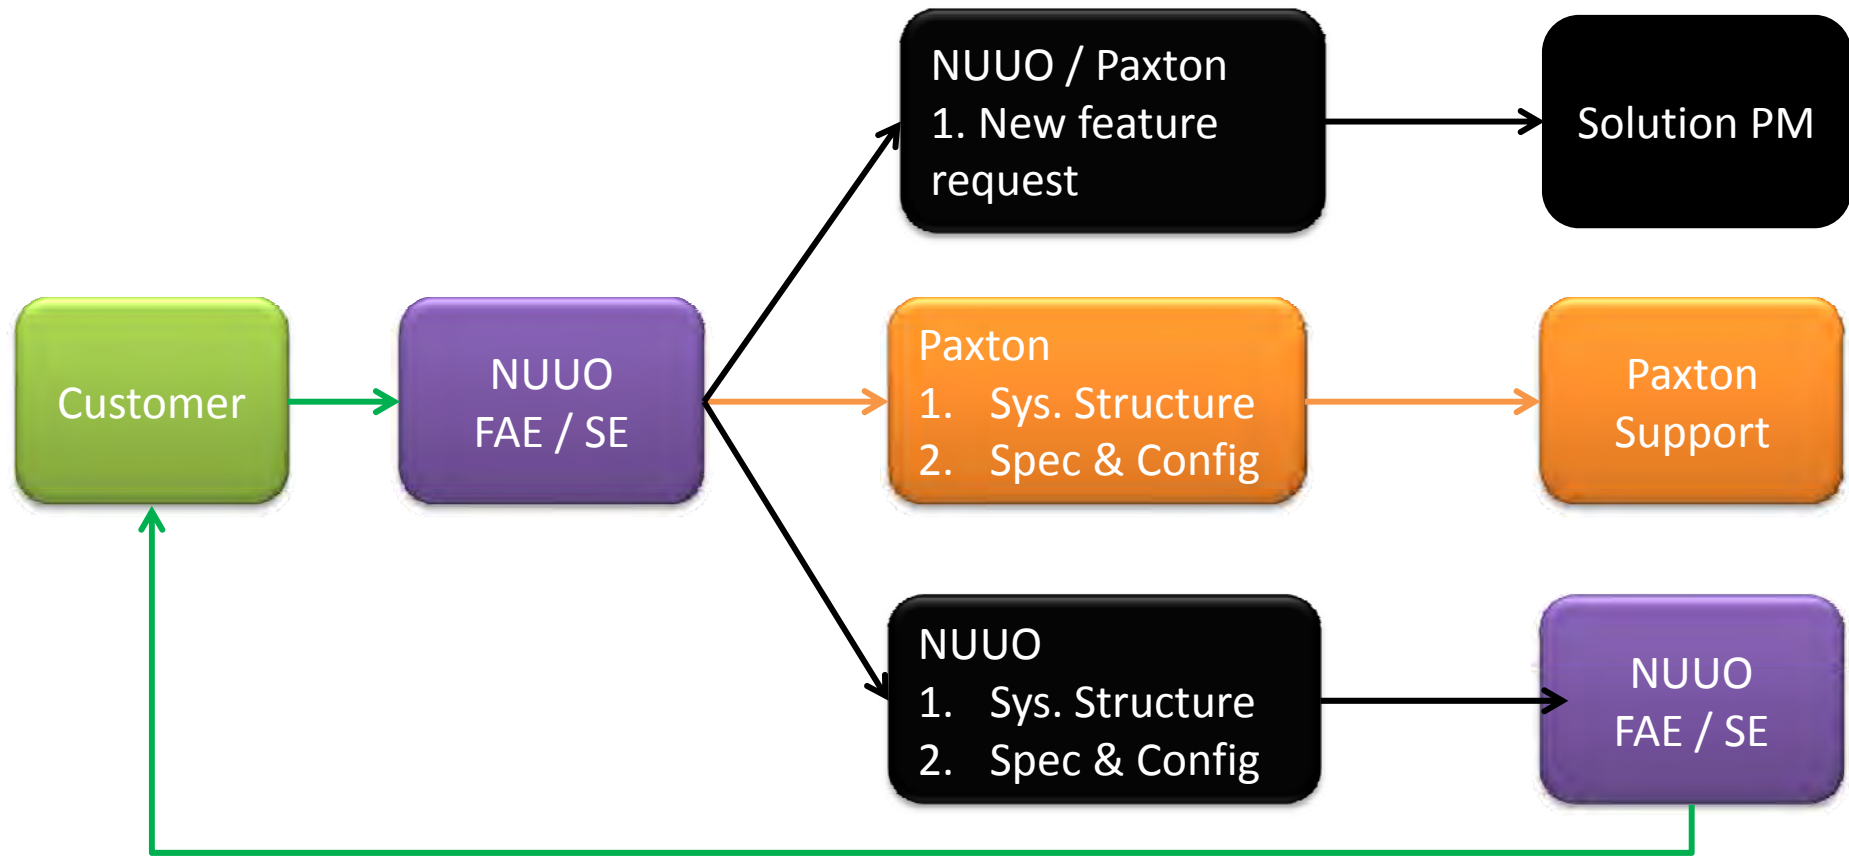 NUUO / Paxton
1. New feature
request
Solution PM
Customer
NUUO
FAE / SE
Paxton
1. Sys. Structure
2. Spec & Config
Paxton
Support
NUUO
1. Sys. Structure
2. Spec & Config
NUUO
FAE / SE